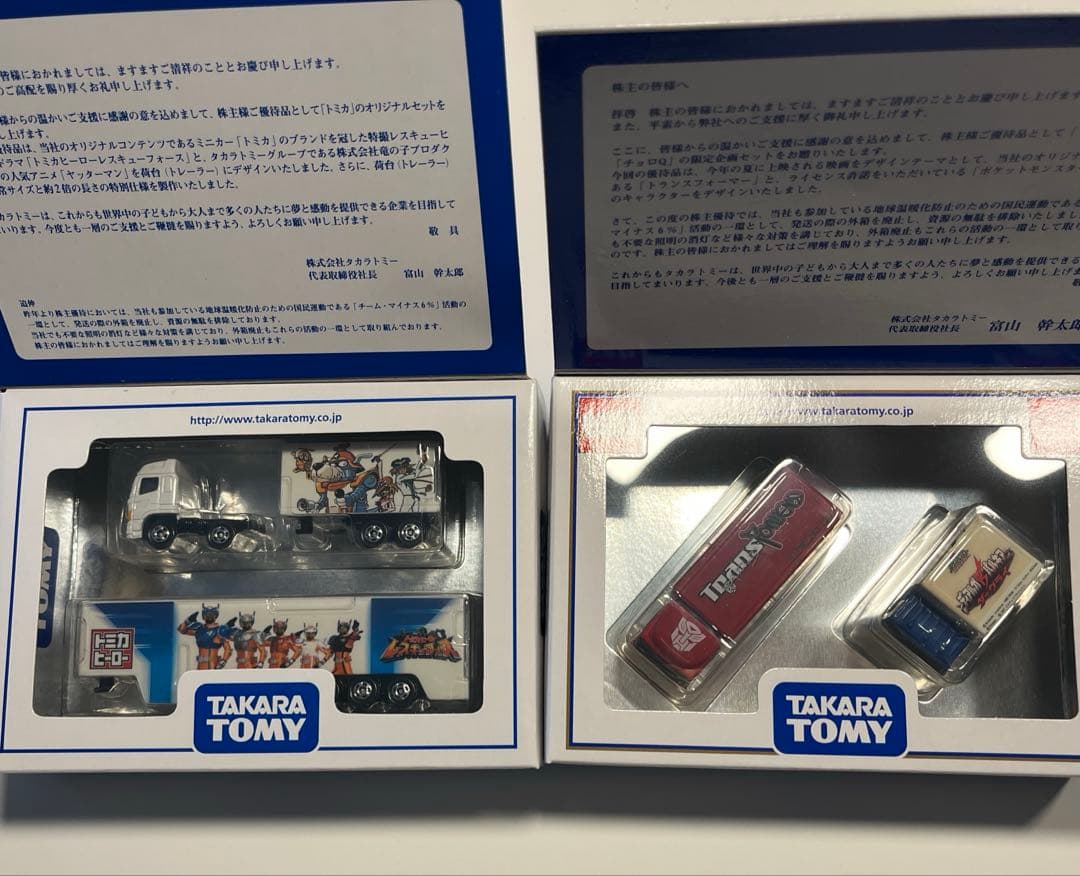 皆様におかれましては、ますますご清祥のこととお慶び申し上げます。
のご高配を賜り厚くお礼申し上げます。
様からの温かいご支援に感謝の意を込めまして、株主様ご優待品として「トミカ」のオリジナルセットを
し上げます。
待品は、当社のオリジナルコンテンツであるミニカー「トミカ」のブランドを冠した特撮レスキューヒ
ドラマ「トミカヒーローレスキューフォース」と、タカラトミーグループである株式会社竜の子プロダク
の人気アニメ「ヤッターマン」を荷台（トレーラー）にデザインいたしました。さらに、荷台（トレーラー）
常サイズと約2倍の長さの特別仕様を製作いたしました。
カラトミーは、これからも世界中の子どもから大人まで多くの人たちに夢と感動を提供できる企業を目指して
まいります。今後とも一層のご支援とご鞭撻を賜りますよう、よろしくお願い申し上げます。
敬具
株式会社タカラトミー
代表取締役社長 富山 幹太郎
追伸
昨年より株主優待においては、当社も参加している地球温暖化防止のための国民運動である「チーム・マイナス6%」活動の
一環として、発送の際の外箱を廃止し、資源の無駄を排除しております。
当社でも不要な照明の消灯など様々な対策を講じており、外箱廃止もこれらの活動の一環として取り組んでおります。
株主の皆様におかれましてはご理解を賜りますようお願い申し上げます。
http://www.takaratomy.co.jp
TOMY
トミカ
ヒーロー
レスキューフォース
TAKARA
TOMY
株主の皆様へ
拝啓 株主の皆様におかれましては、ますますご清祥のこととお慶び申し上げます
また、平素から弊社へのご支援に厚く御礼申し上げます。
ここに、皆様からの温かいご支援に感謝の意を込めまして、株主様ご優待品として「
「チョロQ」の限定企画セットをお贈りいたします。
今回の優待品は、今年の夏に上映される映画をデザインテーマとして、当社のオリジナ
ある「トランスフォーマー」と、ライセンス許諾をいただいている「ポケットモンスタ
のキャラクターをデザインいたしました。
さて、この度の株主優待では、当社も参加している地球温暖化防止のための国民運動である
マイナス6%」活動の一環として、発送の際の外箱を廃止し、資源の無駄を排除いたしまし
も不要な照明の消灯など様々な対策を講じており、外箱廃止もこれらの活動の一環として取り
のです。株主の皆様におかれましてはご理解を賜りますようお願い申し上げます。
これからもタカラトミーは、世界中の子どもから大人まで多くの人たちに夢と感動を提供できる
目指してまいります。今後とも一層のご支援とご鞭撻を賜りますよう、よろしくお願い申し上げ
敬
株式会社タカラトミー
代表取締役社長 富山 幹太郎
www.takaratomy.co.jp
TRANSFORMERS
TAKARA
TOMY